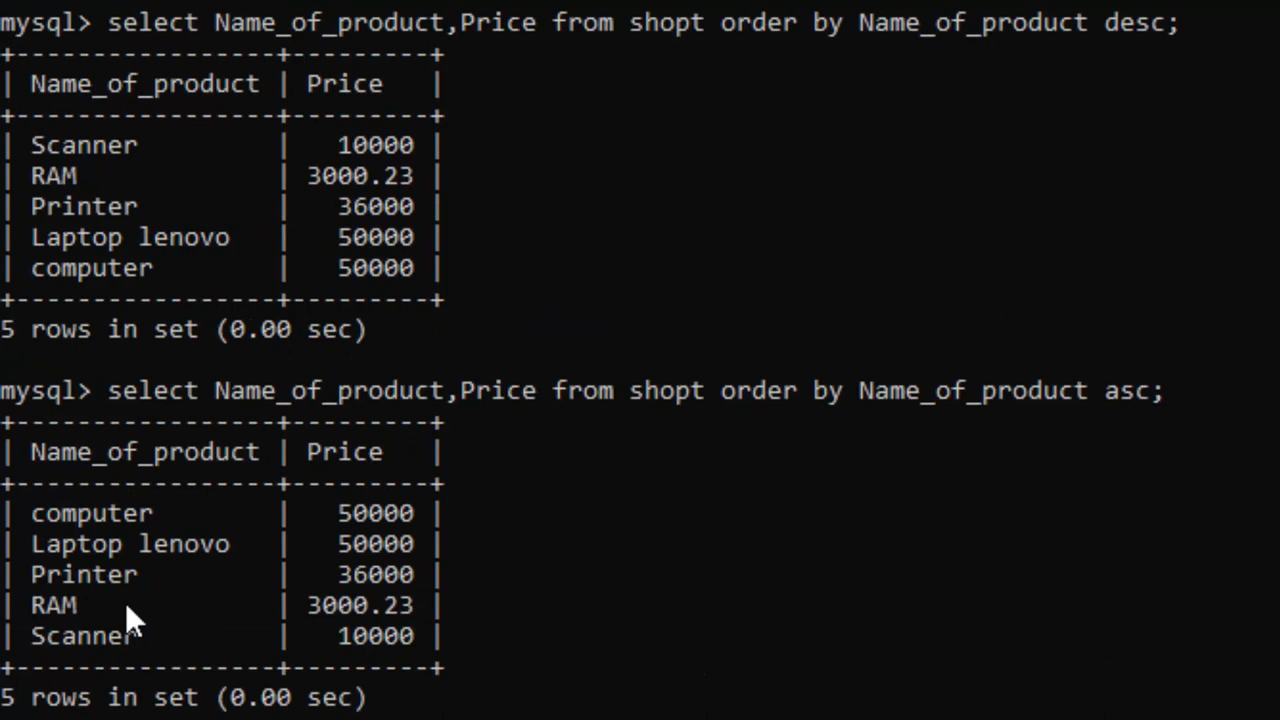 mysql> select Name_of_product,Price from shopt order by Name_of_product desc;
+-----------------+---------+
| Name_of_product | Price   |
+-----------------+---------+
| Scanner         |   10000 |
| RAM             | 3000.23 |
| Printer         |   36000 |
| Laptop lenovo   |   50000 |
| computer        |   50000 |
+-----------------+---------+
5 rows in set (0.00 sec)
mysql> select Name_of_product,Price from shopt order by Name_of_product asc;
+-----------------+---------+
| Name_of_product | Price   |
+-----------------+---------+
| computer        |   50000 |
| Laptop lenovo   |   50000 |
| Printer         |   36000 |
| RAM             | 3000.23 |
| Scanner         |   10000 |
+-----------------+---------+
5 rows in set (0.00 sec)